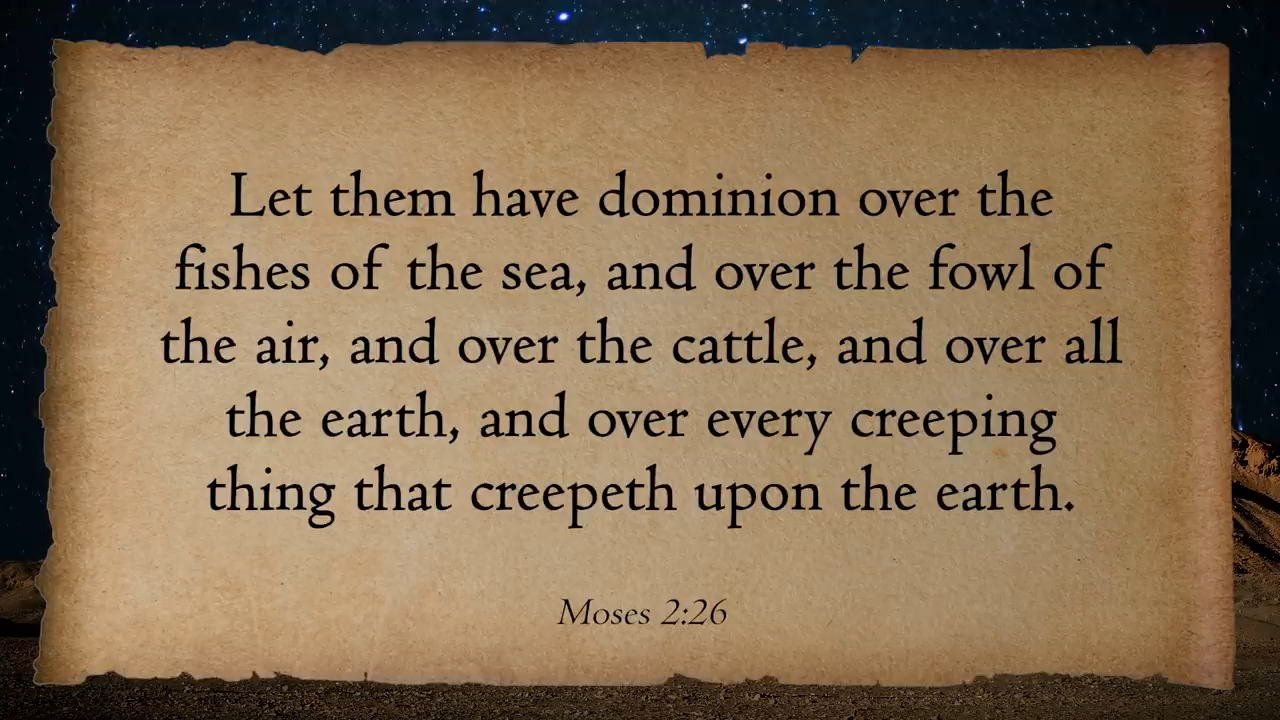 Let them have dominion over the
fishes of the sea, and over the fowl of
the air, and over the cattle, and over all
the earth, and over every creeping
thing that creepeth upon the earth.
Moses 2:26